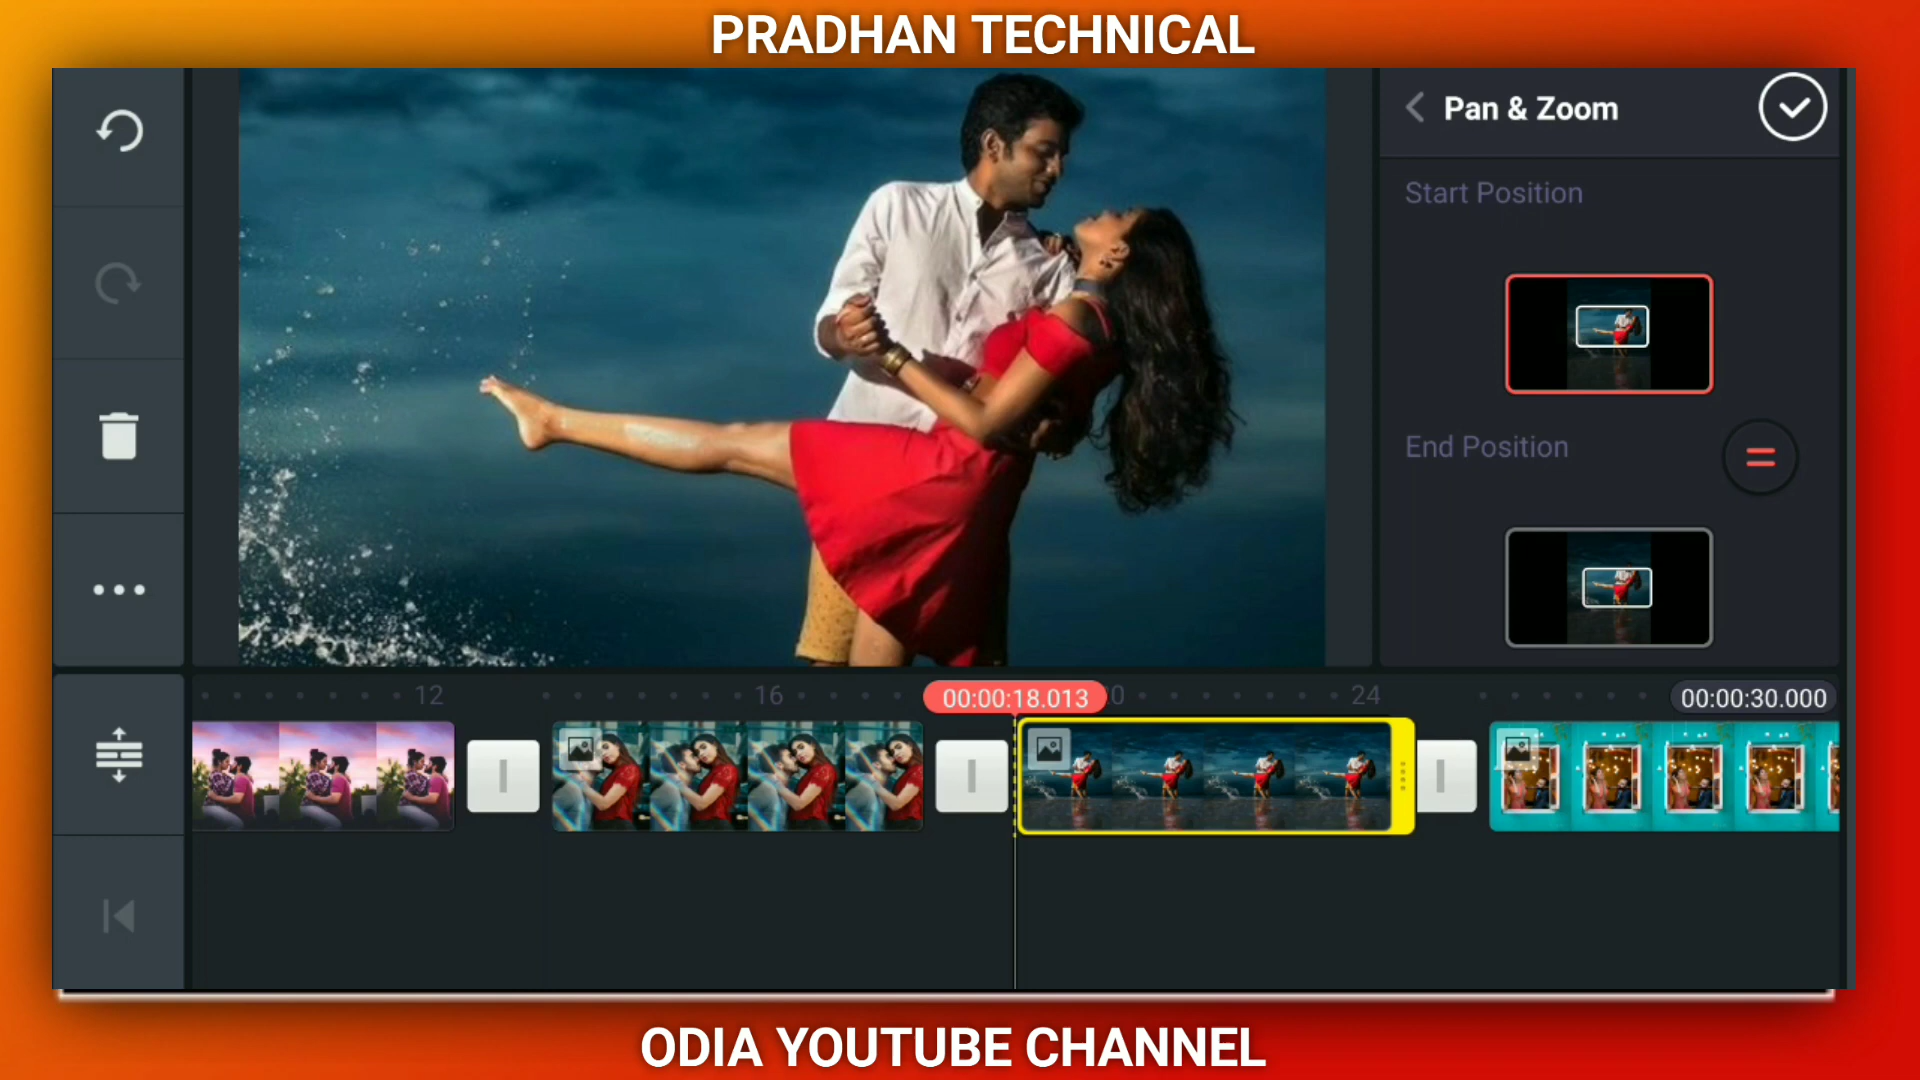 PRADHAN TECHNICAL
Pan & Zoom
Start Position
End Position
=
12
16
00:00:18.013
24
00:00:30.000
ODIA YOUTUBE CHANNEL